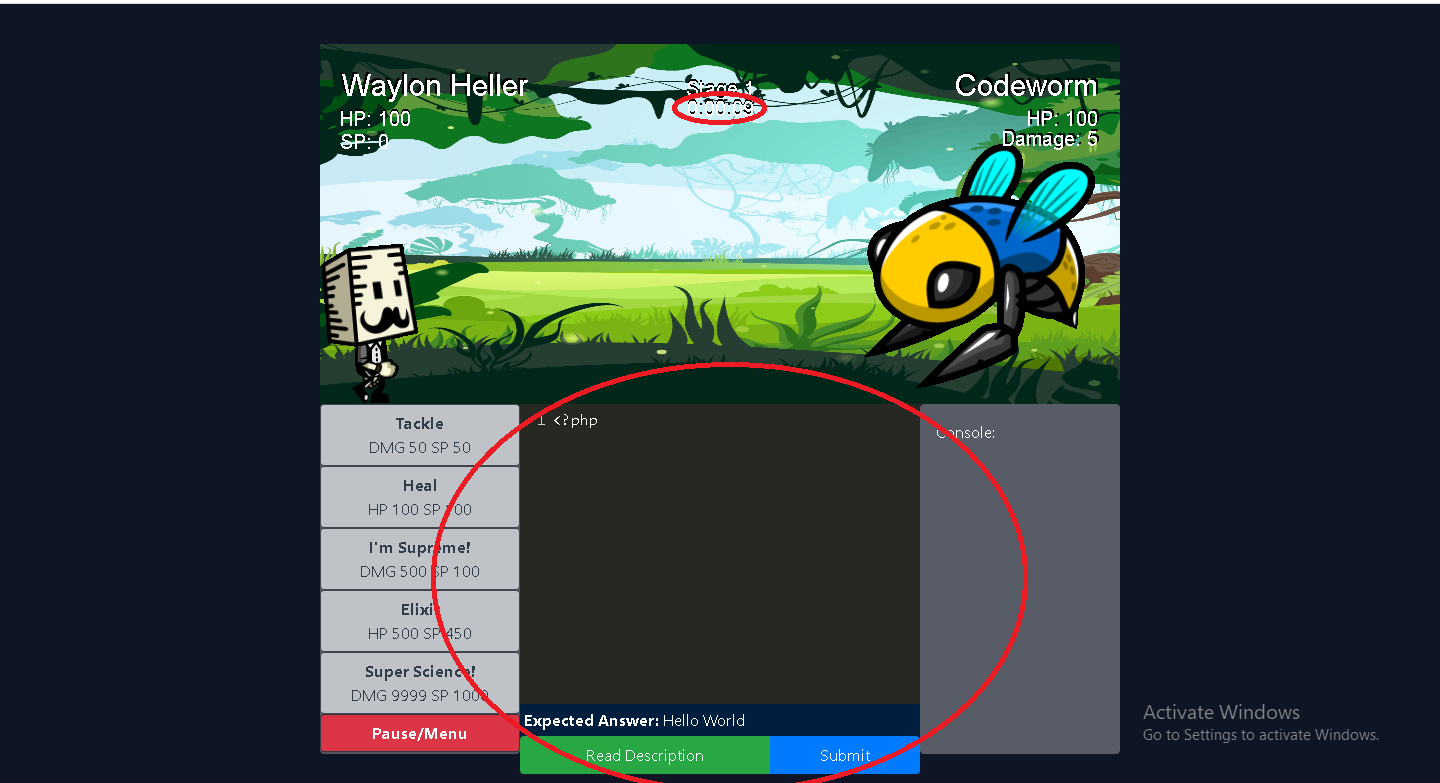 Waylon Heller
HP: 100
SP: 0
Stage 1
Codeworm
HP: 100
Damage: 5
Tackle
DMG 50 SP 50
Heal
HP 100 SP 100
I'm Supreme!
DMG 500 SP 100
Elixir
HP 500 SP 450
Super Science!
DMG 9999 SP 1000
Pause/Menu
1 <?php
Expected Answer: Hello World
Read Description
Submit
Console:
Activate Windows
Go to Settings to activate Windows.